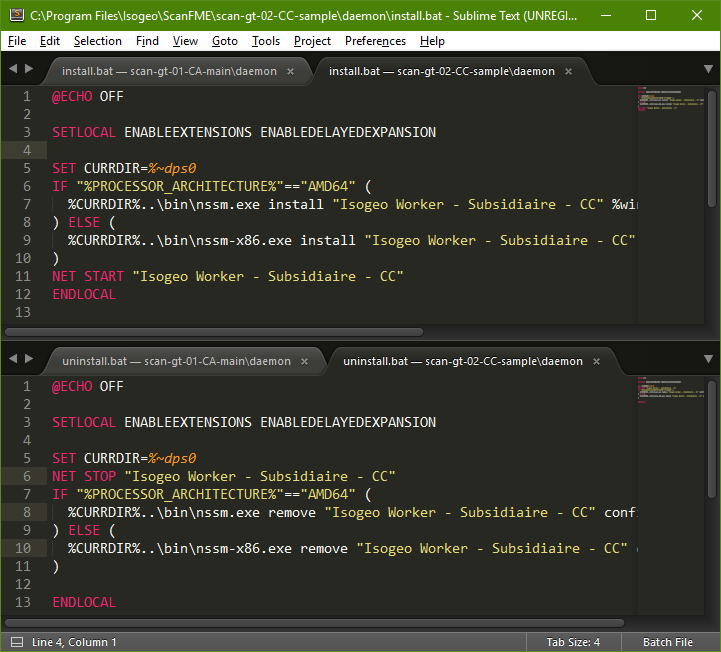 C:\Program Files\Isogeo\ScanFME\scan-gt-02-CC-sample\daemon\install.bat - Sublime Text (UNREGI...
File Edit Selection Find View Goto Tools Project Preferences Help
install.bat — scan-gt-01-CA-main\daemon × install.bat — scan-gt-02-CC-sample\daemon ×
1 @ECHO OFF
2
3 SETLOCAL ENABLEEXTENSIONS ENABLEDELAYEDEXPANSION
4
5 SET CURRDIR=%~dps0
6 IF "%PROCESSOR_ARCHITECTURE%"=="AMD64" (
7 %CURRDIR%..\bin\nssm.exe install "Isogeo Worker - Subsidiaire - CC" %win
8 ) ELSE (
9 %CURRDIR%..\bin\nssm-x86.exe install "Isogeo Worker - Subsidiaire - CC"
10 )
11 NET START "Isogeo Worker - Subsidiaire - CC"
12 ENDLOCAL
13
uninstall.bat — scan-gt-01-CA-main\daemon × uninstall.bat — scan-gt-02-CC-sample\daemon ×
1 @ECHO OFF
2
3 SETLOCAL ENABLEEXTENSIONS ENABLEDELAYEDEXPANSION
4
5 SET CURRDIR=%~dps0
6 NET STOP "Isogeo Worker - Subsidiaire - CC"
7 IF "%PROCESSOR_ARCHITECTURE%"=="AMD64" (
8 %CURRDIR%..\bin\nssm.exe remove "Isogeo Worker - Subsidiaire - CC" conf
9 ) ELSE (
10 %CURRDIR%..\bin\nssm-x86.exe remove "Isogeo Worker - Subsidiaire - CC"
11 )
12
13 ENDLOCAL
Line 4, Column 1 Tab Size: 4 Batch File